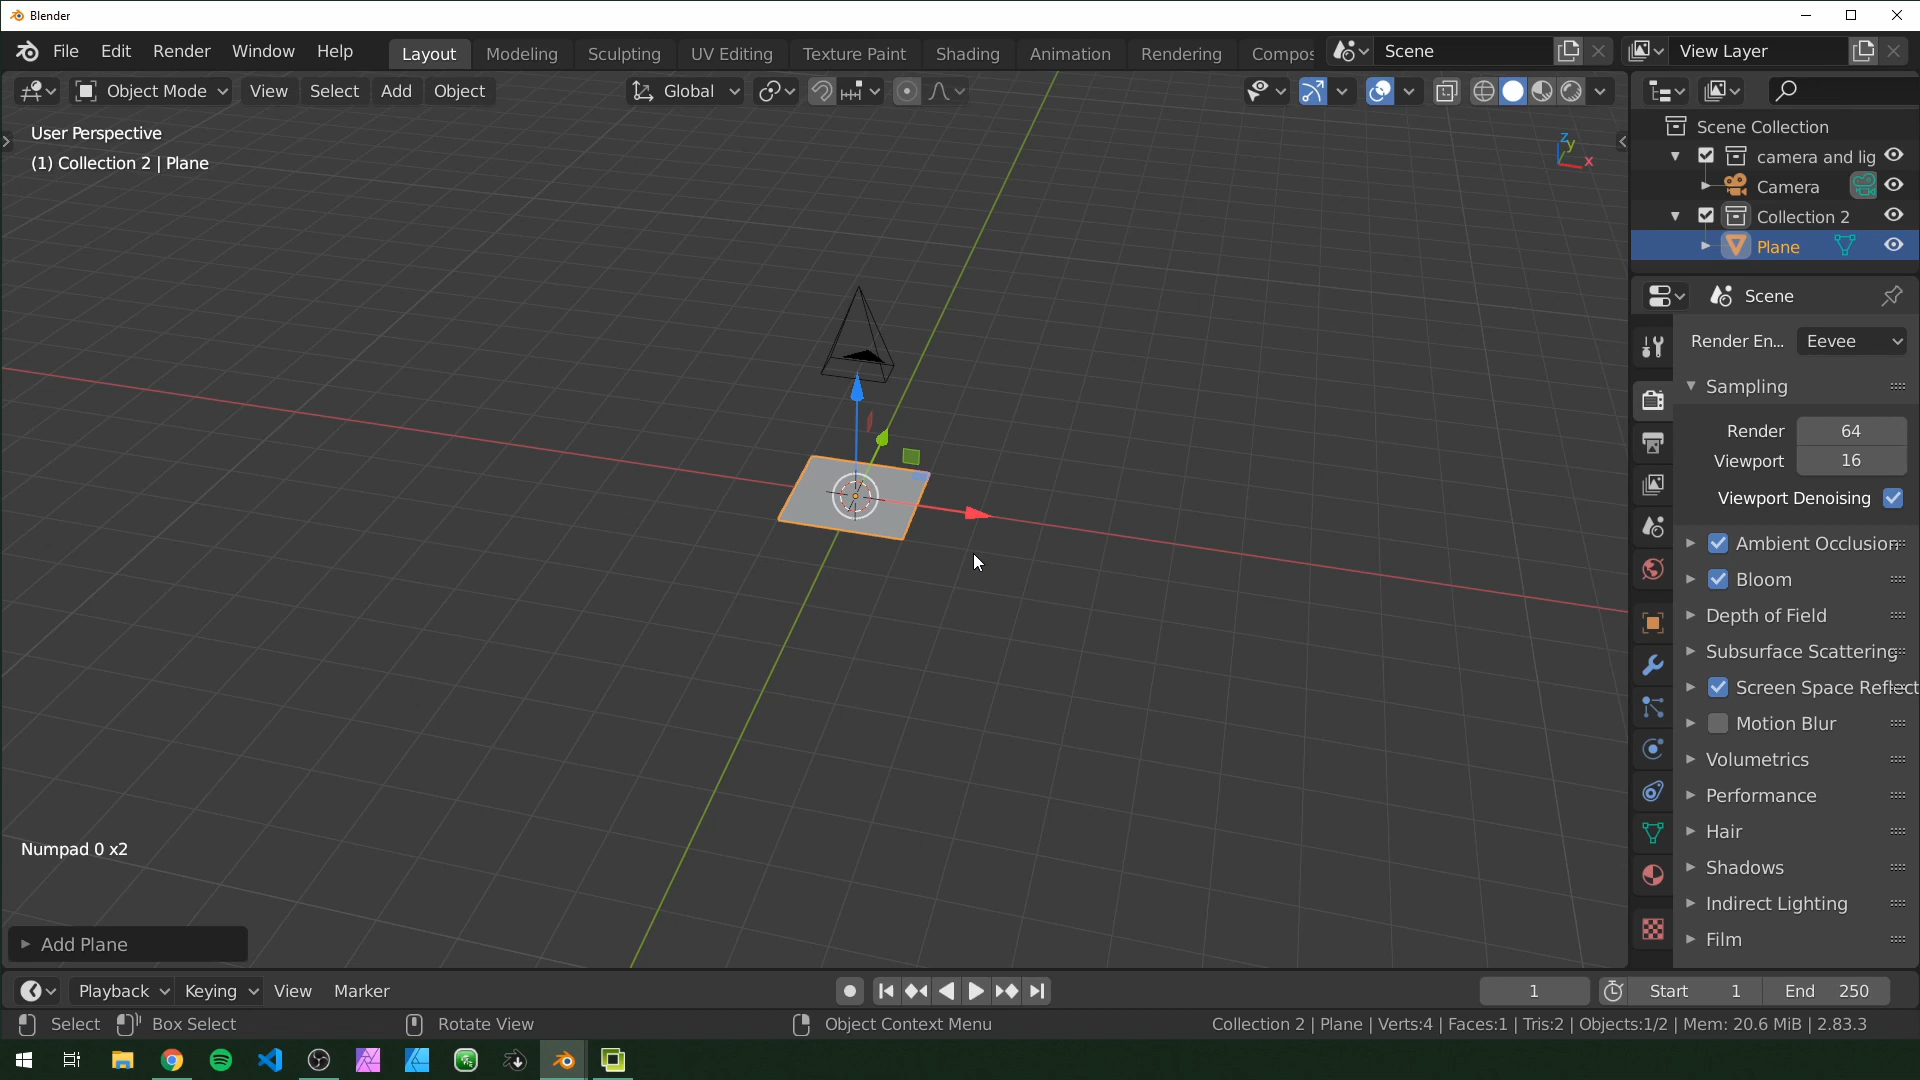 Blender
File Edit Render Window Help Layout Modeling Sculpting UV Editing Texture Paint Shading Animation Rendering Compos Scene View Layer
Object Mode View Select Add Object Global
User Perspective
(1) Collection 2 | Plane
Z
Y
X
Scene Collection
camera and lig
Camera
Collection 2
Plane
Scene
Render En... Eevee
Sampling
Render 64
Viewport 16
Viewport Denoising
Ambient Occlusion
Bloom
Depth of Field
Subsurface Scattering
Screen Space Reflect
Motion Blur
Volumetrics
Performance
Hair
Shadows
Indirect Lighting
Film
Numpad 0 x2
Add Plane
Playback Keying View Marker 1 Start 1 End 250
Select Box Select Rotate View Object Context Menu Collection 2 | Plane | Verts:4 | Faces:1 | Tris:2 | Objects:1/2 | Mem: 20.6 MiB | 2.83.3